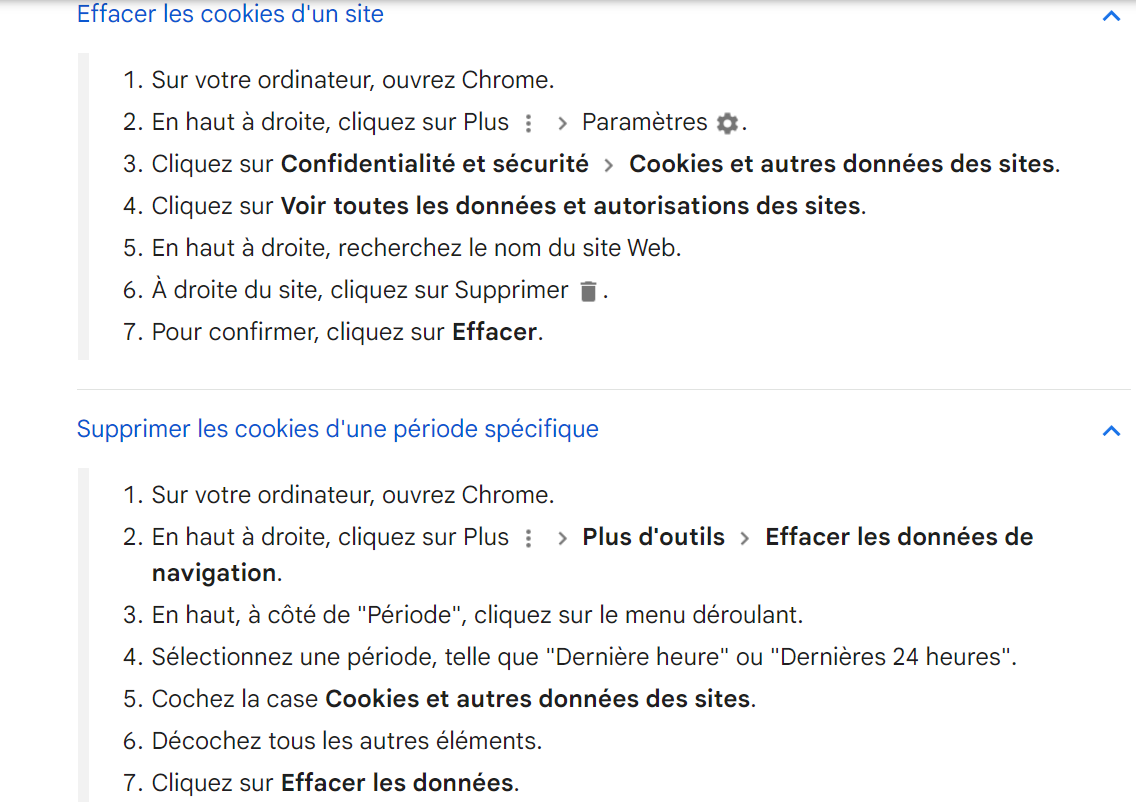 Effacer les cookies d'un site
1. Sur votre ordinateur, ouvrez Chrome.
2. En haut à droite, cliquez sur Plus > Paramètres .
3. Cliquez sur Confidentialité et sécurité > Cookies et autres données des sites.
4. Cliquez sur Voir toutes les données et autorisations des sites.
5. En haut à droite, recherchez le nom du site Web.
6. À droite du site, cliquez sur Supprimer .
7. Pour confirmer, cliquez sur Effacer.
Supprimer les cookies d'une période spécifique
1. Sur votre ordinateur, ouvrez Chrome.
2. En haut à droite, cliquez sur Plus > Plus d'outils > Effacer les données de
navigation.
3. En haut, à côté de "Période", cliquez sur le menu déroulant.
4. Sélectionnez une période, telle que "Dernière heure" ou "Dernières 24 heures".
5. Cochez la case Cookies et autres données des sites.
6. Décochez tous les autres éléments.
7. Cliquez sur Effacer les données.